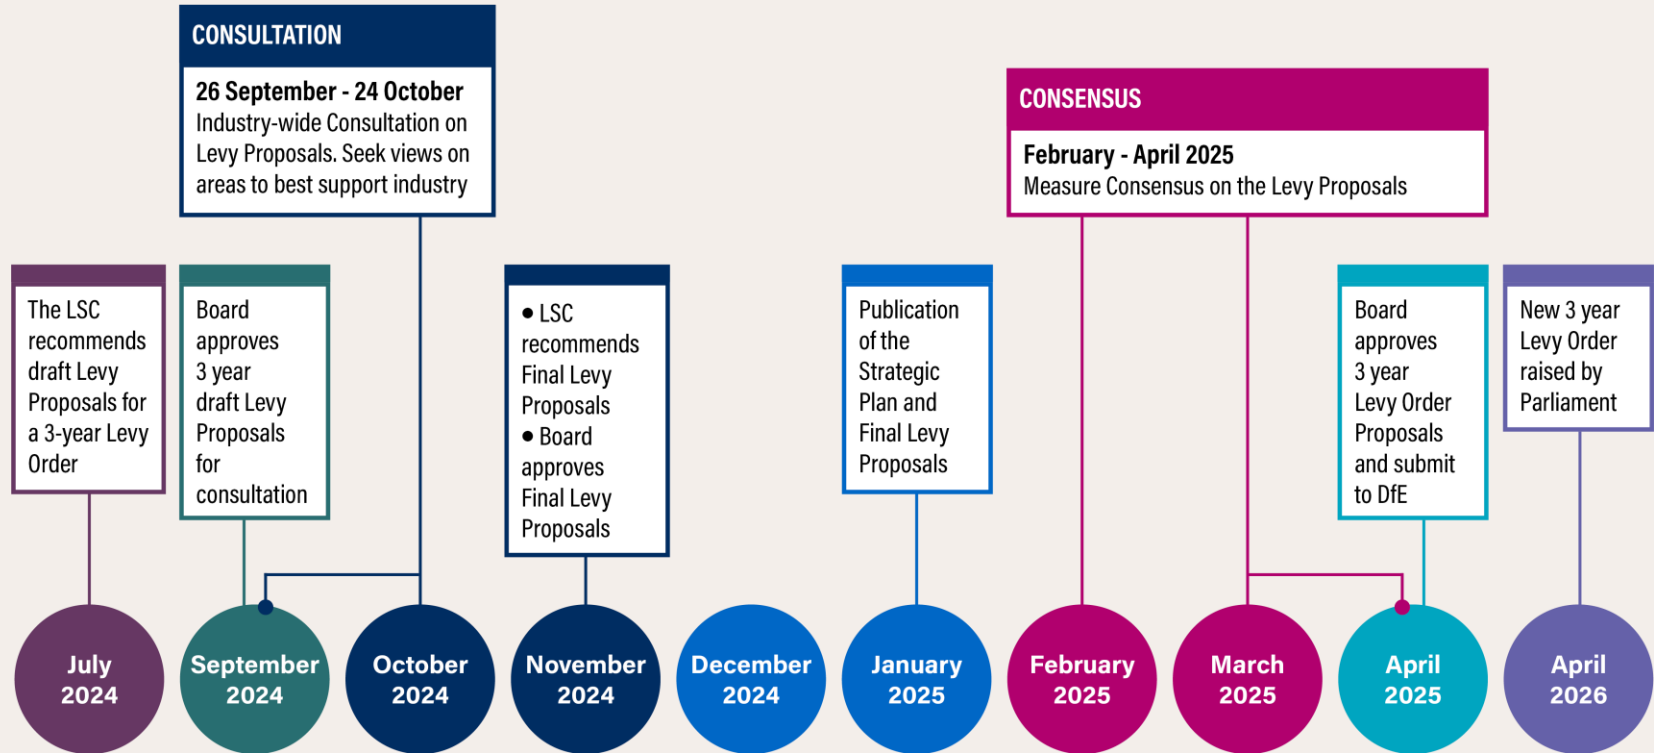 CONSULTATION
26 September - 24 October
Industry-wide Consultation on
Levy Proposals. Seek views on
areas to best support industry
CONSENSUS
February - April 2025
Measure Consensus on the Levy Proposals
The LSC
recommends
draft Levy
Proposals for
a 3-year Levy
Order
Board
approves
3 year
draft Levy
Proposals
for
consultation
• LSC
recommends
Final Levy
Proposals
• Board
approves
Final Levy
Proposals
Publication
of the
Strategic
Plan and
Final Levy
Proposals
Board
approves
3 year
Levy Order
Proposals
and submit
to DfE
New 3 year
Levy Order
raised by
Parliament
July
2024
September
2024
October
2024
November
2024
December
2024
January
2025
February
2025
March
2025
April
2025
April
2026